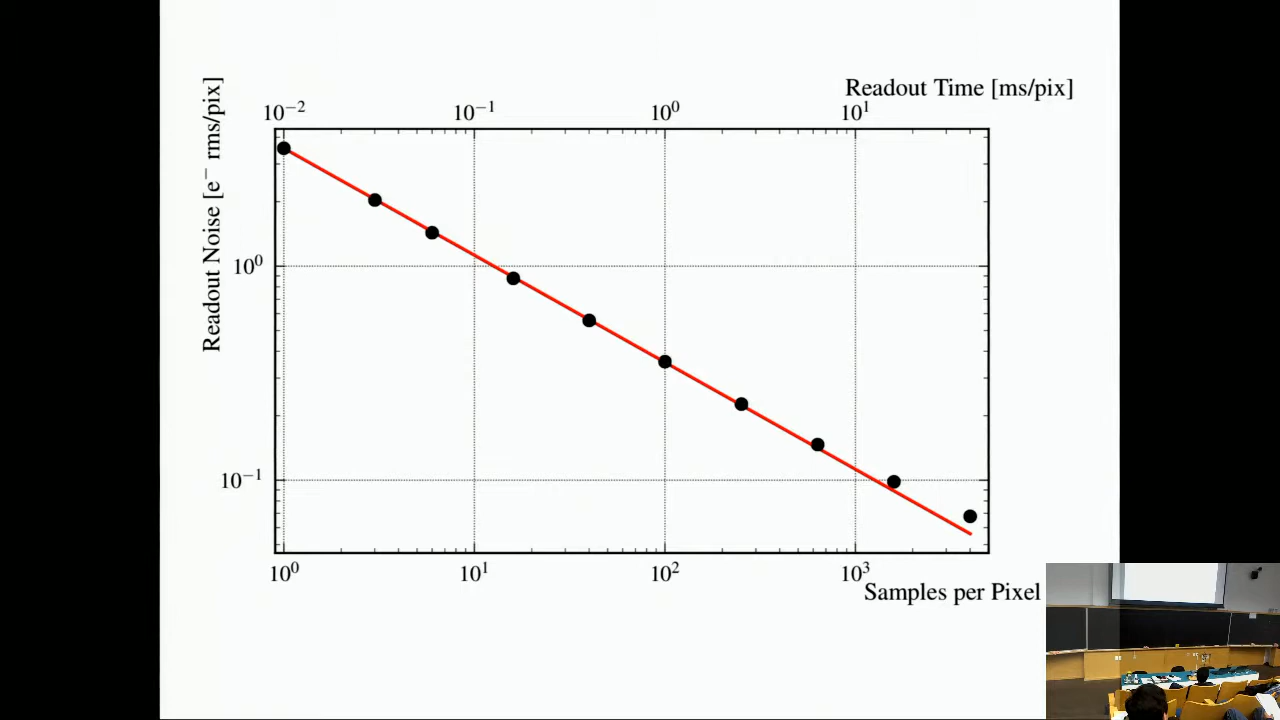 Readout Time [ms/pix]
10⁻² 10⁻¹ 10⁰ 10¹
Readout Noise [e⁻ rms/pix]
10⁰
10⁻¹
10⁰ 10¹ 10² 10³
Samples per Pixel